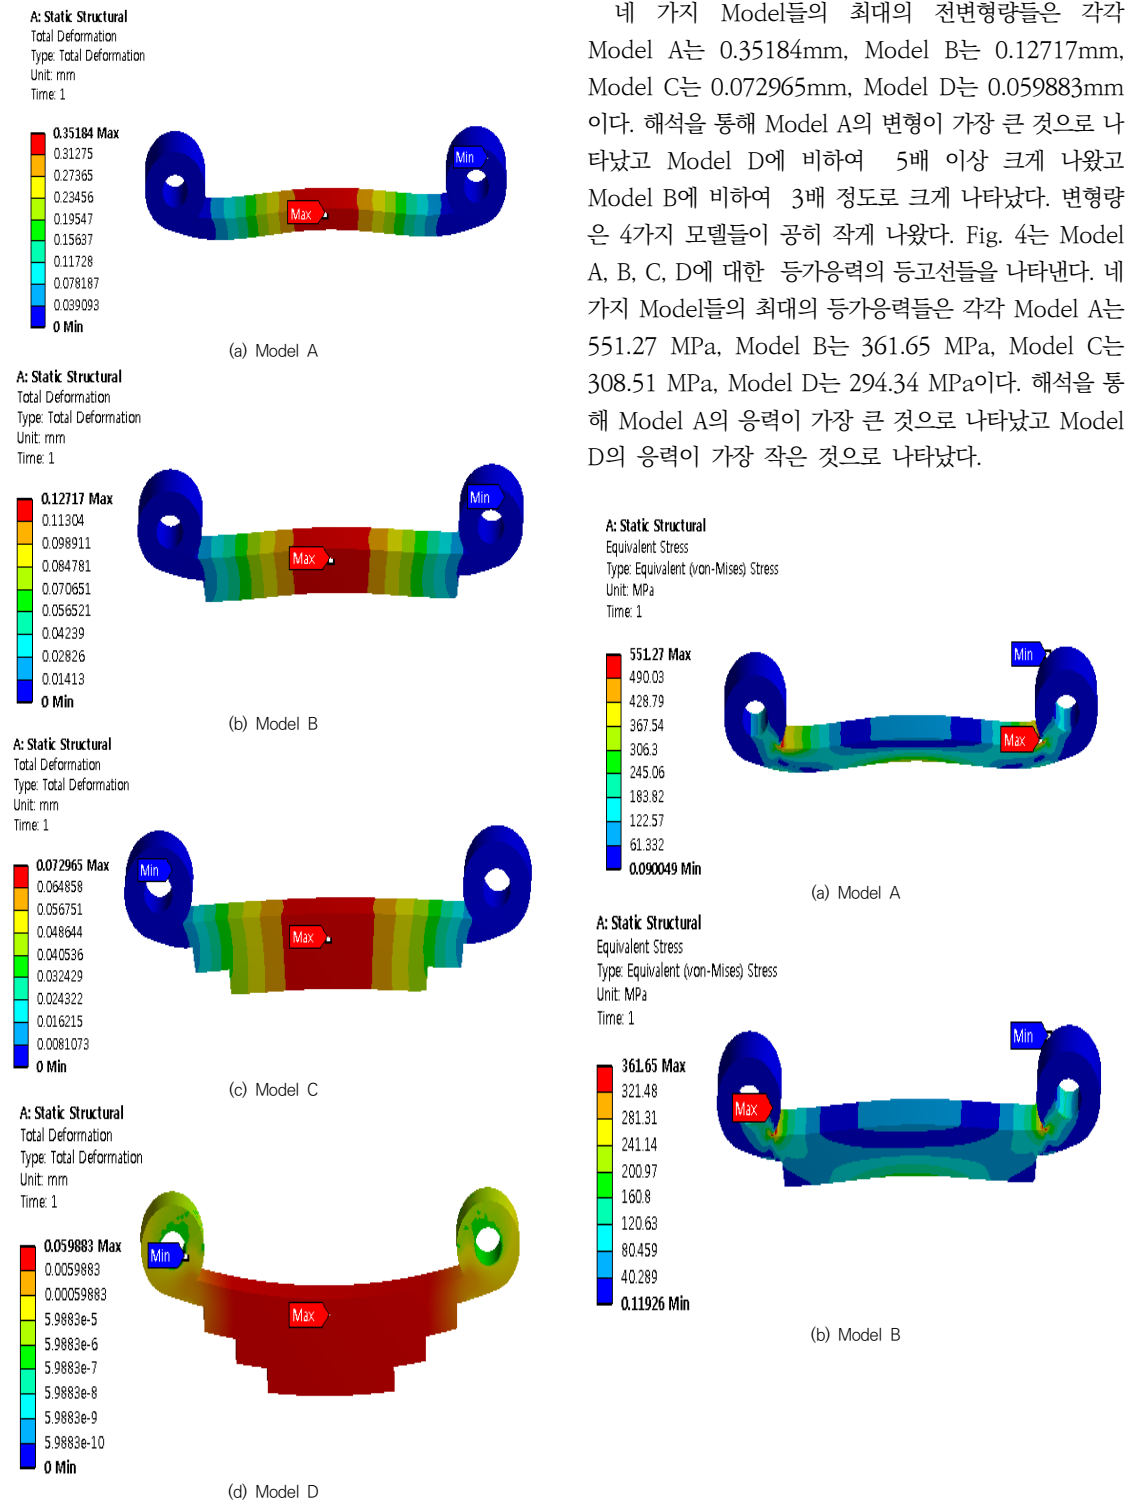 A: Static Structural
Total Deformation
Type: Total Deformation
Unit: mm
Time: 1
0.35184 Max
0.31275
0.27365
0.23456
0.19547
0.15637
0.11728
0.078187
0.039093
0 Min
Min
Max
(a) Model A
A: Static Structural
Total Deformation
Type: Total Deformation
Unit: mm
Time: 1
0.12717 Max
0.11304
0.098911
0.084781
0.070651
0.056521
0.04239
0.02826
0.01413
0 Min
Min
Max
(b) Model B
A: Static Structural
Total Deformation
Type: Total Deformation
Unit: mm
Time: 1
0.072965 Max
0.064858
0.056751
0.048644
0.040536
0.032429
0.024322
0.016215
0.0081073
0 Min
Min
Max
(c) Model C
A: Static Structural
Total Deformation
Type: Total Deformation
Unit: mm
Time: 1
0.059883 Max
0.0059883
0.00059883
5.9883e-5
5.9883e-6
5.9883e-7
5.9883e-8
5.9883e-9
5.9883e-10
0 Min
Min
Max
(d) Model D
네 가지 Model들의 최대의 전변형량들은 각각
Model A는 0.35184mm, Model B는 0.12717mm,
Model C는 0.072965mm, Model D는 0.059883mm
이다. 해석을 통해 Model A의 변형이 가장 큰 것으로 나
타났고 Model D에 비하여 5배 이상 크게 나왔고
Model B에 비하여 3배 정도로 크게 나타났다. 변형량
은 4가지 모델들이 공히 작게 나왔다. Fig. 4는 Model
A, B, C, D에 대한 등가응력의 등고선들을 나타낸다. 네
가지 Model들의 최대의 등가응력들은 각각 Model A는
551.27 MPa, Model B는 361.65 MPa, Model C는
308.51 MPa, Model D는 294.34 MPa이다. 해석을 통
해 Model A의 응력이 가장 큰 것으로 나타났고 Model
D의 응력이 가장 작은 것으로 나타났다.
A: Static Structural
Equivalent Stress
Type: Equivalent (von-Mises) Stress
Unit: MPa
Time: 1
551.27 Max
490.03
428.79
367.54
306.3
245.06
183.82
122.57
61.332
0.090049 Min
Min
Max
(a) Model A
A: Static Structural
Equivalent Stress
Type: Equivalent (von-Mises) Stress
Unit: MPa
Time: 1
361.65 Max
321.48
281.31
241.14
200.97
160.8
120.63
80.459
40.289
0.11926 Min
Min
Max
(b) Model B